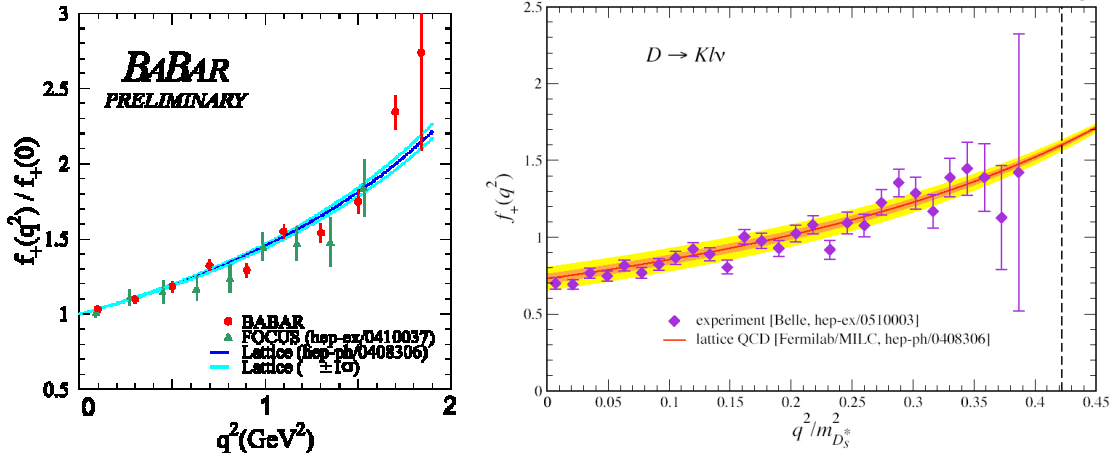 BABAR
PRELIMINARY
f+(q²) / f+(0)
3
2.5
2
1.5
1
0.5
0
1
2
q²(GeV²)
BABAR
FOCUS (hep-ex/0410037)
Lattice (hep-ph/0408306)
Lattice ( ±1σ)
D → Klν
f+(q²)
2.5
2
1.5
1
0.5
0
0
0.05
0.1
0.15
0.2
0.25
0.3
0.35
0.4
0.45
q²/m²D*S
experiment [Belle, hep-ex/0510003]
lattice QCD [Fermilab/MILC, hep-ph/0408306]